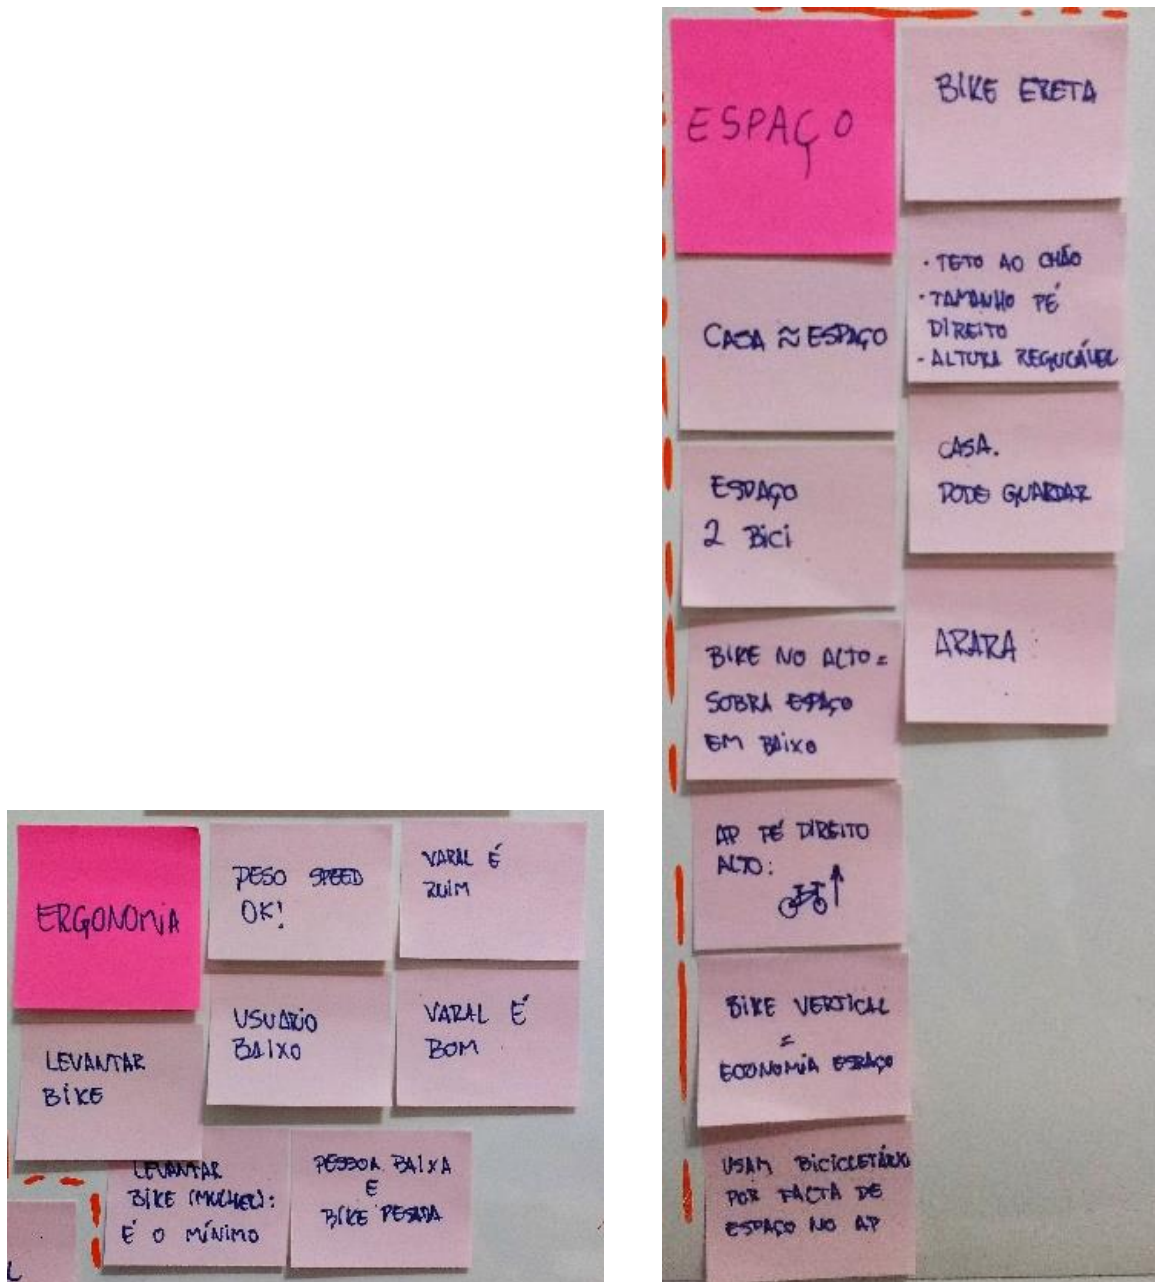 ERGONOMIA
LEVANTAR
BIKE
PESO SPEED
OK!
USUARIO
BAIXO
VARAL É
RUIM
VARAL É
BOM
LEVANTAR
BIKE (MULHER):
É O MÍNIMO
PESSOA BAIXA
E
BIKE PESADA
ESPAÇO
CASA ≈ ESPAÇO
ESPAÇO
2 BICI
BIKE NO ALTO =
SOBRA ESPAÇO
EM BAIXO
AP PÉ DIREITO
ALTO:
BIKE VERTICAL
=
ECONOMIA ESPAÇO
USAM BICICLETÁRIO
POR FALTA DE
ESPAÇO NO AP
BIKE ERETA
· TETO AO CHÃO
· TAMANHO PÉ
DIREITO
· ALTURA REGULÁVEL
CASA.
PODE GUARDAR
ARARA